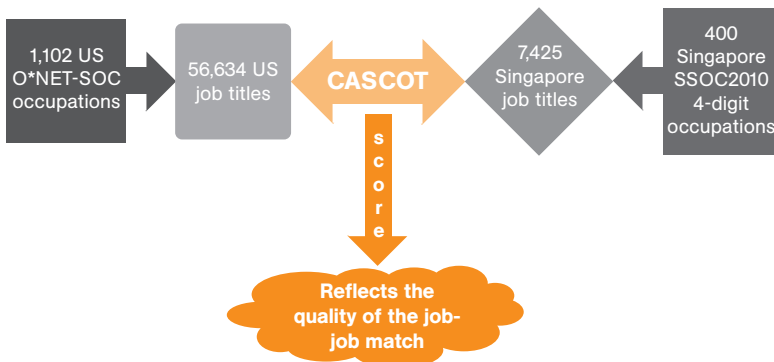 1,102 US
O*NET-SOC
occupations
56,634 US
job titles
CASCOT
7,425
Singapore
job titles
400
Singapore
SSOC2010
4-digit
occupations
score
Reflects the
quality of the job-
job match